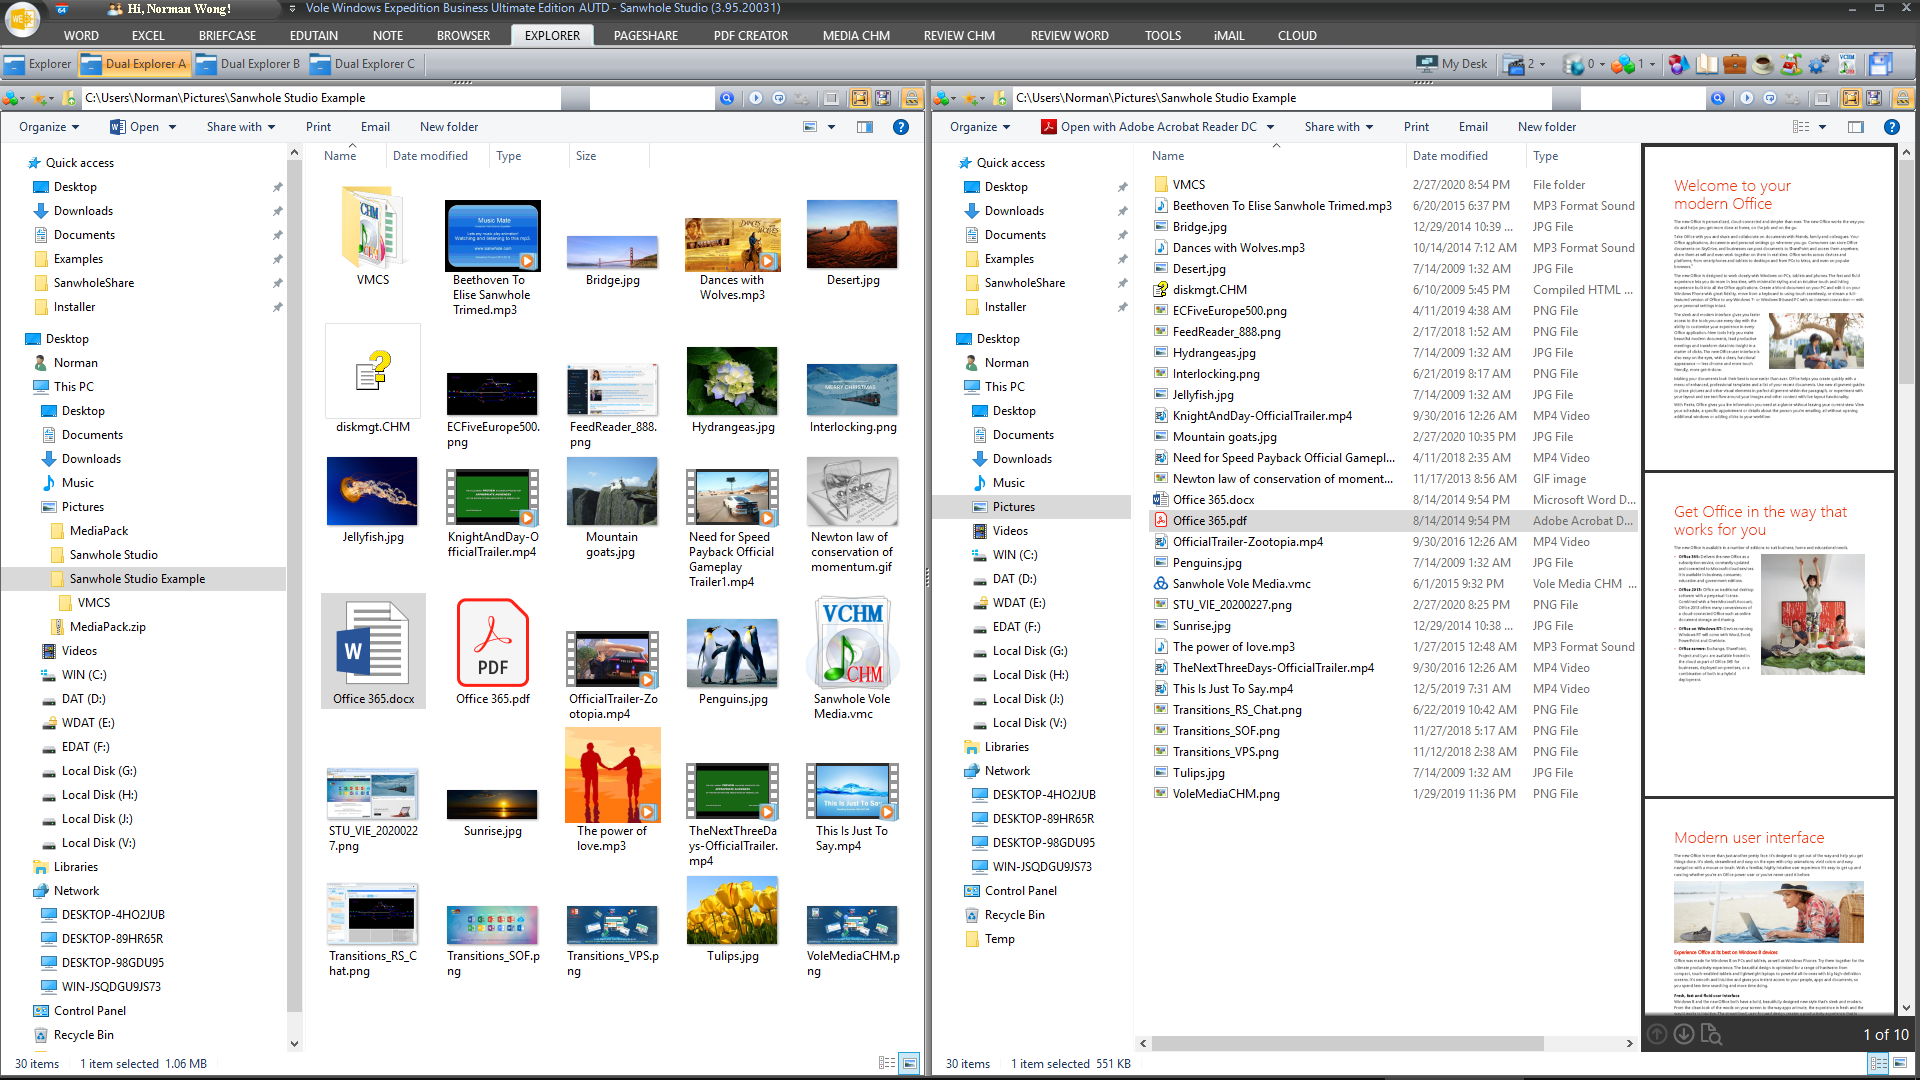 Hi, Norman Wong!
Vole Windows Expedition Business Ultimate Edition AUTD - Sanwhole Studio (3.95.20031)
WORD EXCEL BRIEFCASE EDUTAIN NOTE BROWSER EXPLORER PAGESHARE PDF CREATOR MEDIA CHM REVIEW CHM REVIEW WORD TOOLS iMAIL CLOUD
Explorer Dual Explorer A Dual Explorer B Dual Explorer C My Desk 2 0 1
C:\Users\Norman\Pictures\Sanwhole Studio Example
Organize Open Share with Print Email New folder
Quick access
Desktop
Downloads
Documents
Examples
SanwholeShare
Installer
Desktop
Norman
This PC
Desktop
Documents
Downloads
Music
Pictures
MediaPack
Sanwhole Studio
Sanwhole Studio Example
VMCS
MediaPack.zip
Videos
WIN (C:)
DAT (D:)
WDAT (E:)
EDAT (F:)
Local Disk (G:)
Local Disk (H:)
Local Disk (J:)
Local Disk (V:)
Libraries
Network
DESKTOP-4HO2JUB
DESKTOP-89HR65R
DESKTOP-98GDU95
WIN-JSQDGU9JS73
Control Panel
Recycle Bin
30 items 1 item selected 1.06 MB
Name Date modified Type Size
VMCS
Beethoven To
Elise Sanwhole
Trimed.mp3
Bridge.jpg
Dances with
Wolves.mp3
Desert.jpg
diskmgt.CHM
ECFiveEurope500.
png
FeedReader_888.
png
Hydrangeas.jpg
MERRY CHRISTMAS
Interlocking.png
Jellyfish.jpg
KnightAndDay-O
fficialTrailer.mp4
Mountain
goats.jpg
Need for Speed
Payback Official
Gameplay
Trailer1.mp4
Newton law of
conservation of
momentum.gif
Office 365.docx
PDF
Office 365.pdf
OfficialTrailer-Zo
otopia.mp4
Penguins.jpg
VCHM
CHM
Sanwhole Vole
Media.vmc
STU_VIE_2020022
7.png
Sunrise.jpg
The power of
love.mp3
TheNextThreeDa
ys-OfficialTrailer.
mp4
This Is Just To
Say.mp4
Transitions_RS_C
hat.png
Transitions_SOF.p
ng
Transitions_VPS.p
ng
Tulips.jpg
VoleMediaCHM.p
ng
C:\Users\Norman\Pictures\Sanwhole Studio Example
Organize Open with Adobe Acrobat Reader DC Share with Print Email New folder
Quick access
Desktop
Downloads
Documents
Examples
SanwholeShare
Installer
Desktop
Norman
This PC
Desktop
Documents
Downloads
Music
Pictures
Videos
WIN (C:)
DAT (D:)
WDAT (E:)
EDAT (F:)
Local Disk (G:)
Local Disk (H:)
Local Disk (J:)
Local Disk (V:)
Libraries
Network
DESKTOP-4HO2JUB
DESKTOP-89HR65R
DESKTOP-98GDU95
WIN-JSQDGU9JS73
Control Panel
Recycle Bin
Temp
30 items 1 item selected 551 KB
Name Date modified Type
VMCS 2/27/2020 8:54 PM File folder
Beethoven To Elise Sanwhole Trimed.mp3 6/20/2015 6:37 PM MP3 Format Sound
Bridge.jpg 12/29/2014 10:39 ... JPG File
Dances with Wolves.mp3 10/14/2014 7:12 AM MP3 Format Sound
Desert.jpg 7/14/2009 1:32 AM JPG File
diskmgt.CHM 6/10/2009 5:45 PM Compiled HTML ...
ECFiveEurope500.png 4/11/2019 4:38 AM PNG File
FeedReader_888.png 2/17/2018 1:52 AM PNG File
Hydrangeas.jpg 7/14/2009 1:32 AM JPG File
Interlocking.png 6/21/2019 8:17 AM PNG File
Jellyfish.jpg 7/14/2009 1:32 AM JPG File
KnightAndDay-OfficialTrailer.mp4 9/30/2016 12:26 AM MP4 Video
Mountain goats.jpg 2/27/2020 10:35 PM JPG File
Need for Speed Payback Official Gamepl... 4/11/2018 2:35 AM MP4 Video
Newton law of conservation of moment... 11/17/2013 8:56 AM GIF image
Office 365.docx 8/14/2014 9:54 PM Microsoft Word D...
Office 365.pdf 8/14/2014 9:54 PM Adobe Acrobat D...
OfficialTrailer-Zootopia.mp4 9/30/2016 12:26 AM MP4 Video
Penguins.jpg 7/14/2009 1:32 AM JPG File
Sanwhole Vole Media.vmc 6/1/2015 9:32 PM Vole Media CHM ...
STU_VIE_20200227.png 2/27/2020 8:25 PM PNG File
Sunrise.jpg 12/29/2014 10:38 ... JPG File
The power of love.mp3 1/27/2015 12:48 AM MP3 Format Sound
TheNextThreeDays-OfficialTrailer.mp4 9/30/2016 12:26 AM MP4 Video
This Is Just To Say.mp4 12/5/2019 7:31 AM MP4 Video
Transitions_RS_Chat.png 6/22/2019 10:42 AM PNG File
Transitions_SOF.png 11/27/2018 5:17 AM PNG File
Transitions_VPS.png 11/12/2018 2:38 AM PNG File
Tulips.jpg 7/14/2009 1:32 AM JPG File
VoleMediaCHM.png 1/29/2019 11:36 PM PNG File
Welcome to your
modern Office
Get Office in the way that
works for you
Modern user interface
Experience Office at its best on Windows 8 devices
Fresh, fast and fluid user interface
1 of 10